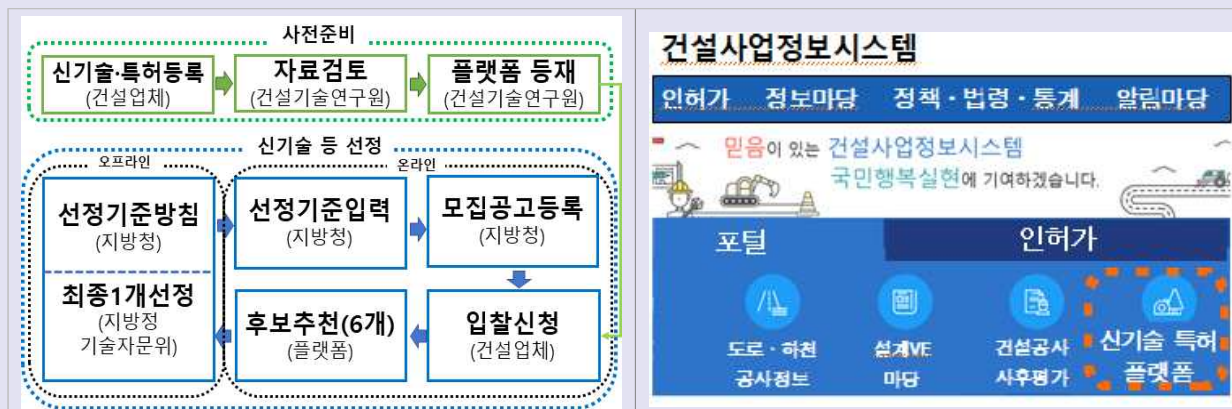 사전준비
신기술·특허등록
(건설업체)
자료검토
(건설기술연구원)
플랫폼 등재
(건설기술연구원)
신기술 등 선정
오프라인
온라인
선정기준방침
(지방청)
선정기준입력
(지방청)
모집공고등록
(지방청)
최종1개선정
(지방정
기술자문위)
후보추천(6개)
(플랫폼)
입찰신청
(건설업체)
건설사업정보시스템
인허가 정보마당 정책·법령·통계 알림마당
믿음이 있는 건설사업정보시스템
국민행복실현에 기여하겠습니다.
포털 인허가
도로·하천
공사정보
설계VE
마당
건설공사
사후평가
신기술 특허
플랫폼